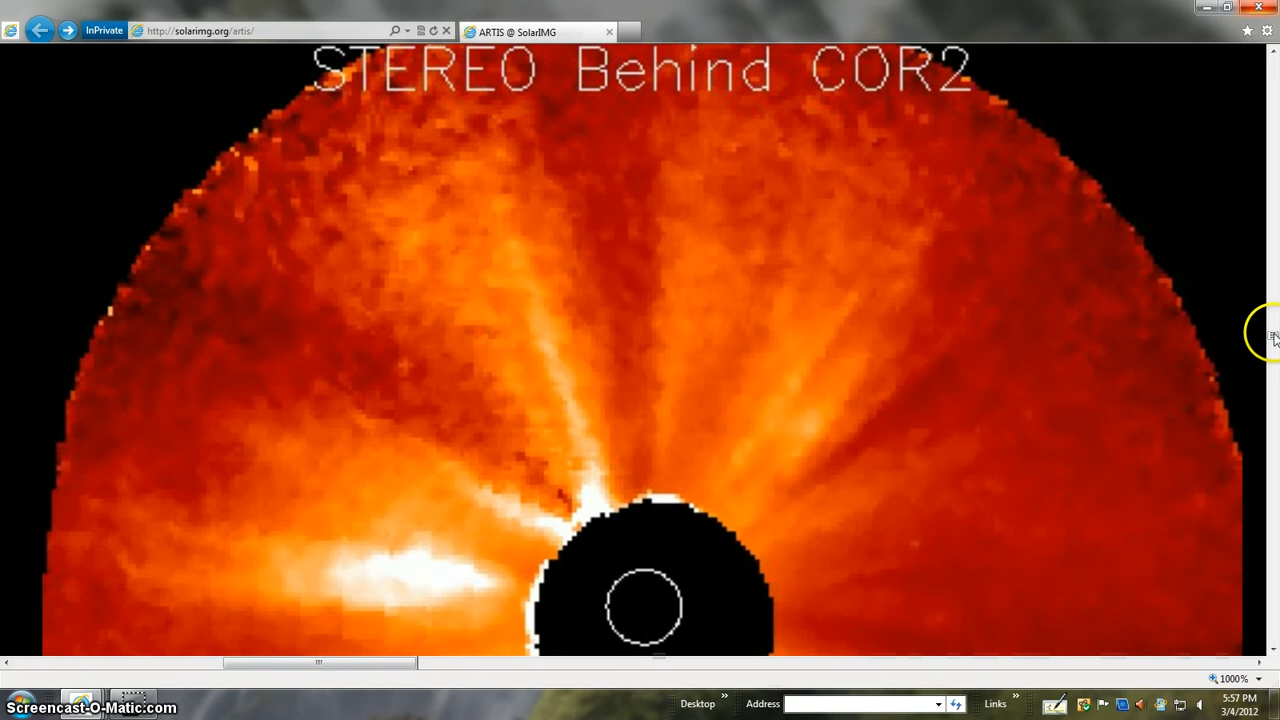 InPrivate
http://solarimg.org/artis/
ARTIS @ SolarIMG
STEREO Behind COR2
1000%
Desktop
Address
Links
5:57 PM
3/4/2012
Screencast-O-Matic.com